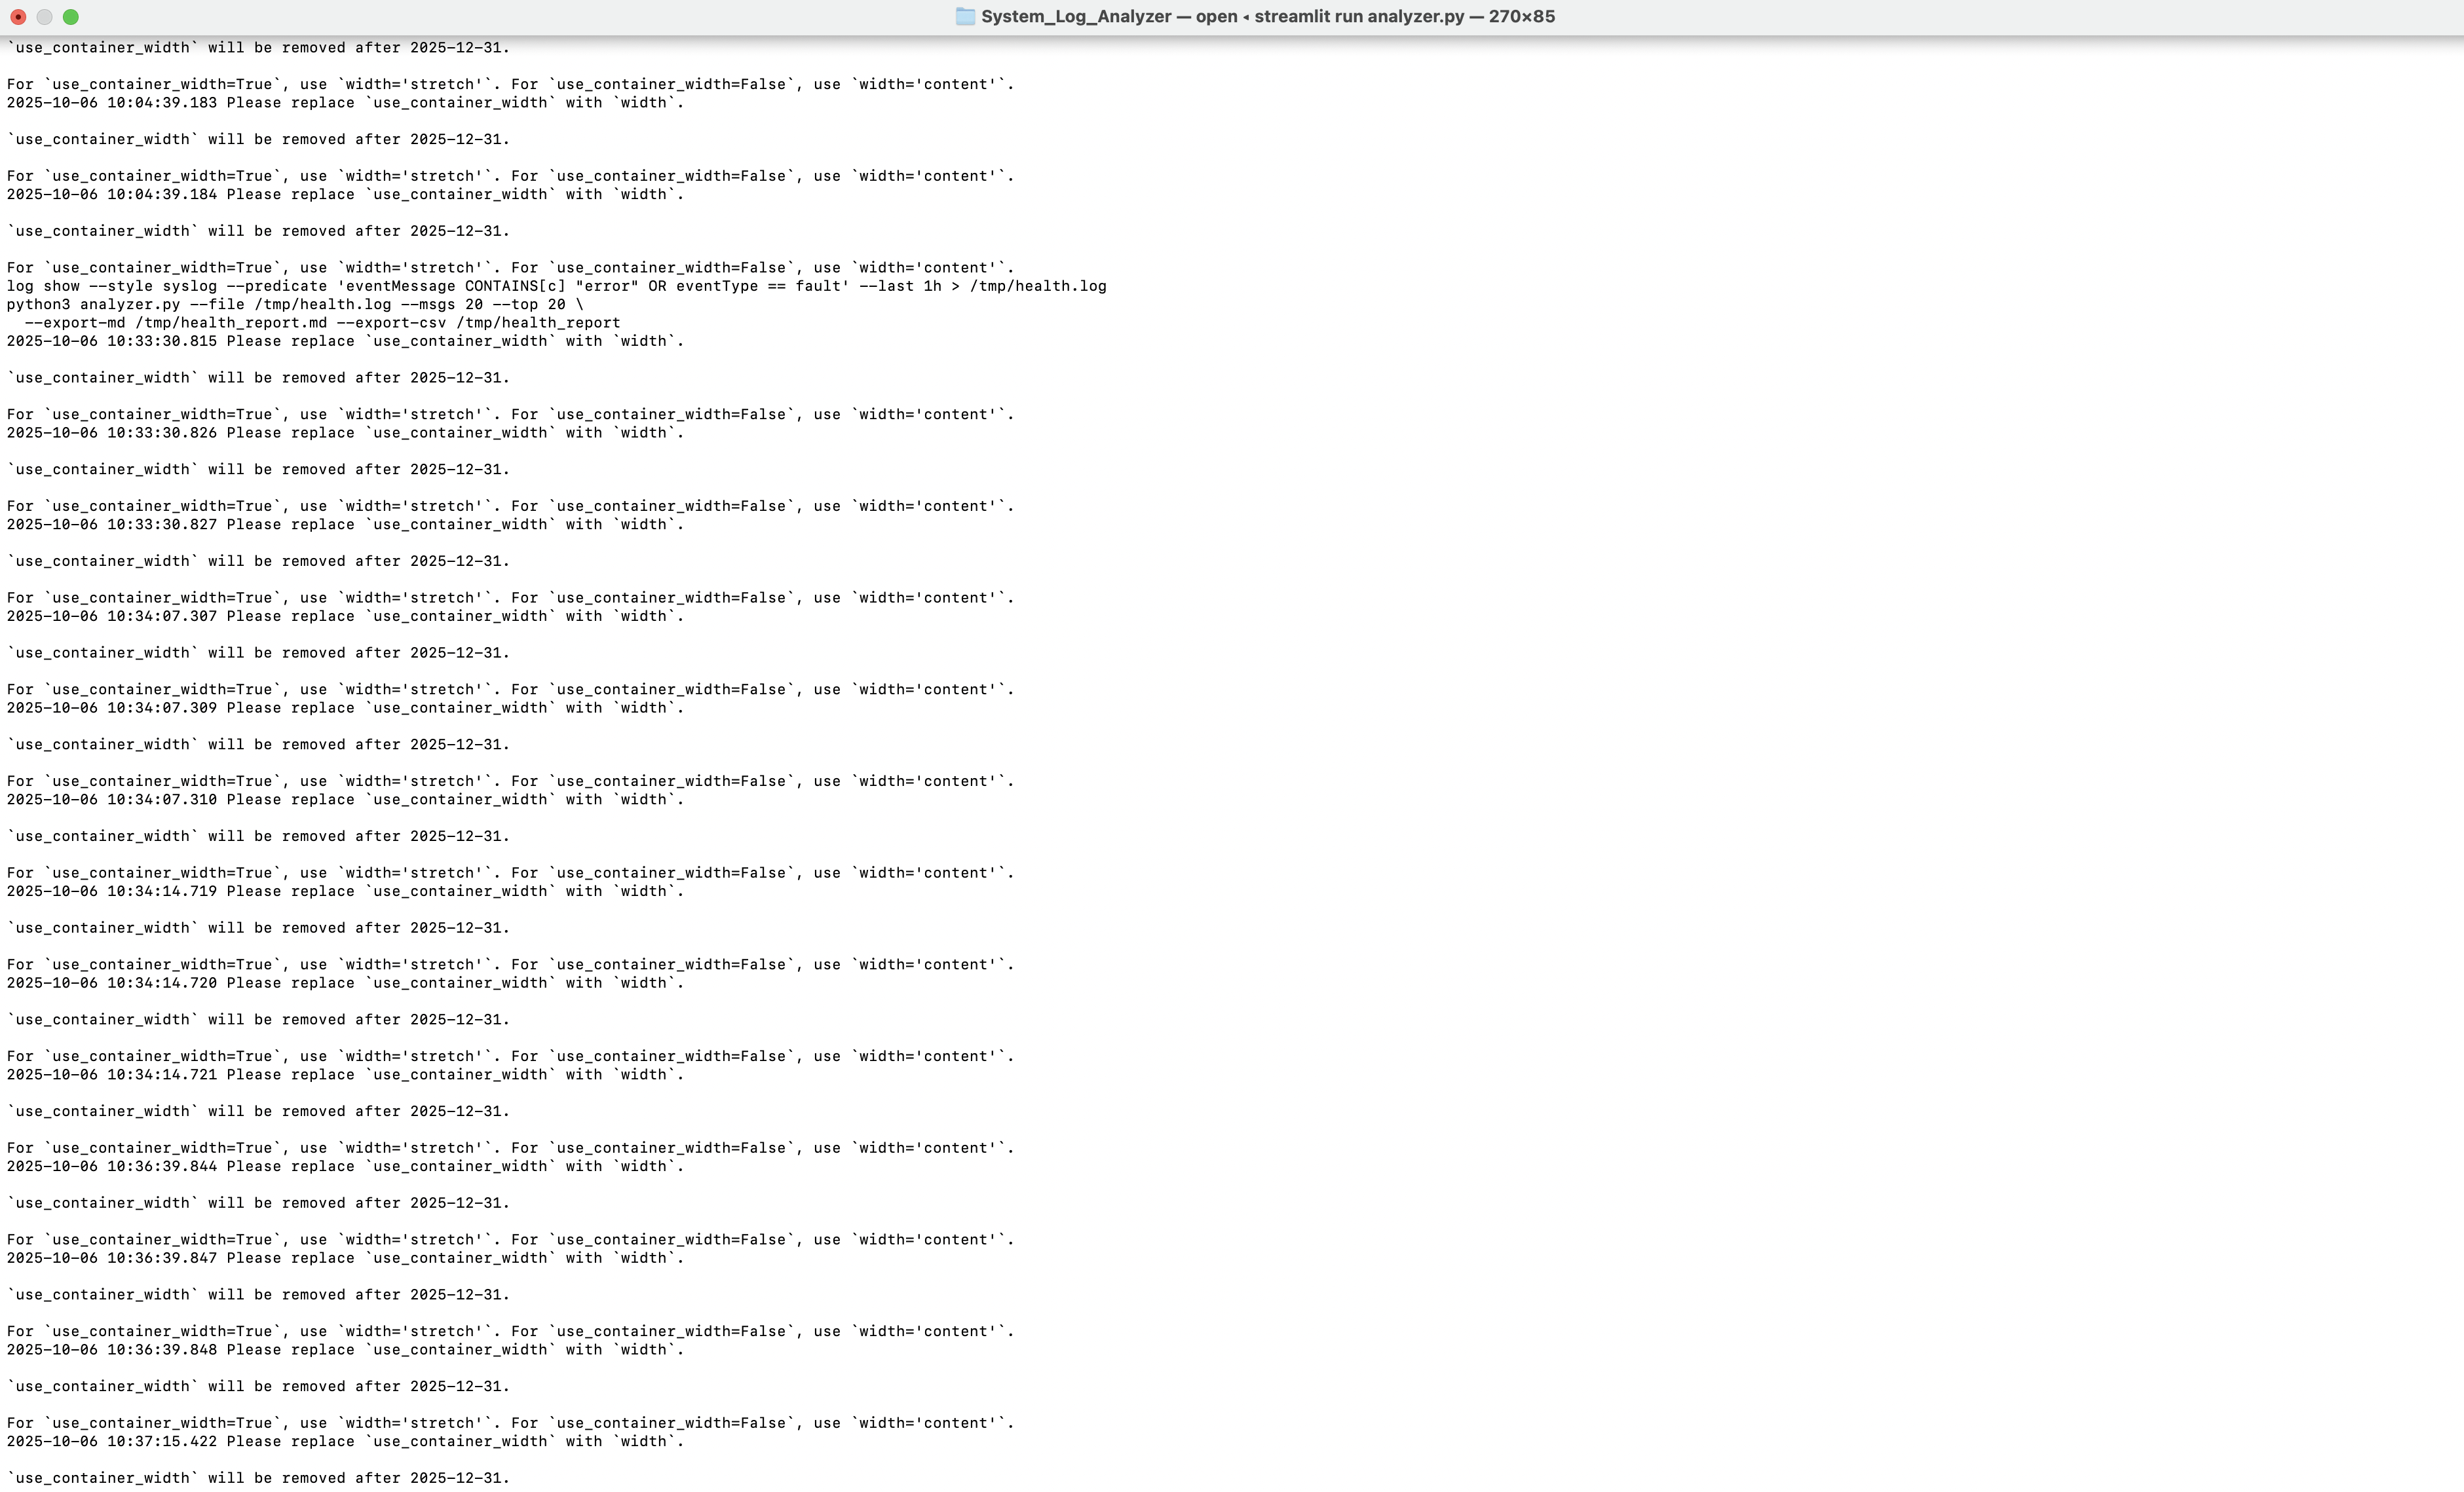 System_Log_Analyzer — open ◂ streamlit run analyzer.py — 270×85
`use_container_width` will be removed after 2025-12-31.
For `use_container_width=True`, use `width='stretch'`. For `use_container_width=False`, use `width='content'`.
2025-10-06 10:04:39.183 Please replace `use_container_width` with `width`.
`use_container_width` will be removed after 2025-12-31.
For `use_container_width=True`, use `width='stretch'`. For `use_container_width=False`, use `width='content'`.
2025-10-06 10:04:39.184 Please replace `use_container_width` with `width`.
`use_container_width` will be removed after 2025-12-31.
For `use_container_width=True`, use `width='stretch'`. For `use_container_width=False`, use `width='content'`.
log show --style syslog --predicate 'eventMessage CONTAINS[c] "error" OR eventType == fault' --last 1h > /tmp/health.log
python3 analyzer.py --file /tmp/health.log --msgs 20 --top 20 \
  --export-md /tmp/health_report.md --export-csv /tmp/health_report
2025-10-06 10:33:30.815 Please replace `use_container_width` with `width`.
`use_container_width` will be removed after 2025-12-31.
For `use_container_width=True`, use `width='stretch'`. For `use_container_width=False`, use `width='content'`.
2025-10-06 10:33:30.826 Please replace `use_container_width` with `width`.
`use_container_width` will be removed after 2025-12-31.
For `use_container_width=True`, use `width='stretch'`. For `use_container_width=False`, use `width='content'`.
2025-10-06 10:33:30.827 Please replace `use_container_width` with `width`.
`use_container_width` will be removed after 2025-12-31.
For `use_container_width=True`, use `width='stretch'`. For `use_container_width=False`, use `width='content'`.
2025-10-06 10:34:07.307 Please replace `use_container_width` with `width`.
`use_container_width` will be removed after 2025-12-31.
For `use_container_width=True`, use `width='stretch'`. For `use_container_width=False`, use `width='content'`.
2025-10-06 10:34:07.309 Please replace `use_container_width` with `width`.
`use_container_width` will be removed after 2025-12-31.
For `use_container_width=True`, use `width='stretch'`. For `use_container_width=False`, use `width='content'`.
2025-10-06 10:34:07.310 Please replace `use_container_width` with `width`.
`use_container_width` will be removed after 2025-12-31.
For `use_container_width=True`, use `width='stretch'`. For `use_container_width=False`, use `width='content'`.
2025-10-06 10:34:14.719 Please replace `use_container_width` with `width`.
`use_container_width` will be removed after 2025-12-31.
For `use_container_width=True`, use `width='stretch'`. For `use_container_width=False`, use `width='content'`.
2025-10-06 10:34:14.720 Please replace `use_container_width` with `width`.
`use_container_width` will be removed after 2025-12-31.
For `use_container_width=True`, use `width='stretch'`. For `use_container_width=False`, use `width='content'`.
2025-10-06 10:34:14.721 Please replace `use_container_width` with `width`.
`use_container_width` will be removed after 2025-12-31.
For `use_container_width=True`, use `width='stretch'`. For `use_container_width=False`, use `width='content'`.
2025-10-06 10:36:39.844 Please replace `use_container_width` with `width`.
`use_container_width` will be removed after 2025-12-31.
For `use_container_width=True`, use `width='stretch'`. For `use_container_width=False`, use `width='content'`.
2025-10-06 10:36:39.847 Please replace `use_container_width` with `width`.
`use_container_width` will be removed after 2025-12-31.
For `use_container_width=True`, use `width='stretch'`. For `use_container_width=False`, use `width='content'`.
2025-10-06 10:36:39.848 Please replace `use_container_width` with `width`.
`use_container_width` will be removed after 2025-12-31.
For `use_container_width=True`, use `width='stretch'`. For `use_container_width=False`, use `width='content'`.
2025-10-06 10:37:15.422 Please replace `use_container_width` with `width`.
`use_container_width` will be removed after 2025-12-31.